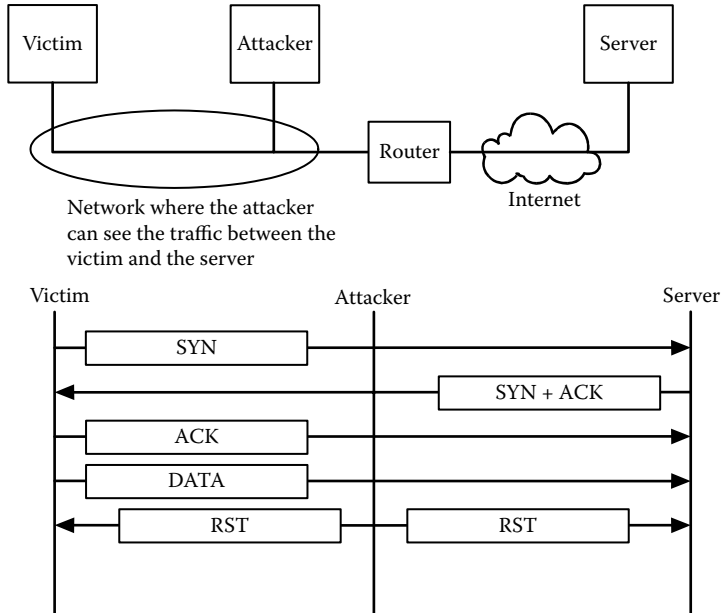 Victim
Attacker
Server
Router
Internet
Network where the attacker
can see the traffic between the
victim and the server
Victim
Attacker
Server
SYN
SYN + ACK
ACK
DATA
RST
RST